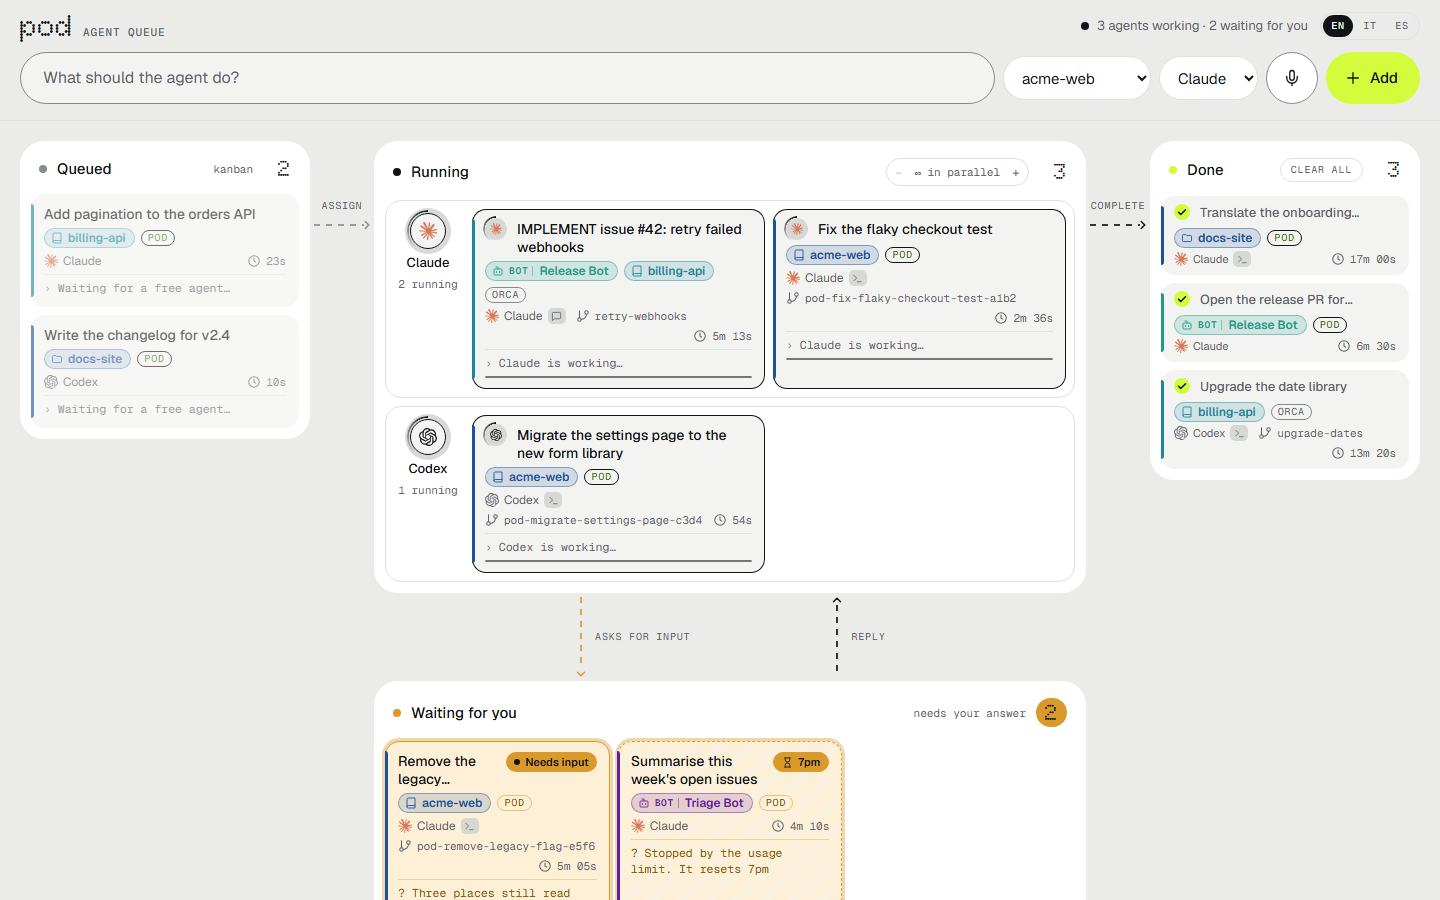 pod AGENT QUEUE
3 agents working · 2 waiting for you
EN IT ES
What should the agent do?
acme-web
Claude
+ Add
Queued
kanban
2
Add pagination to the orders API
billing-api POD
Claude 23s
› Waiting for a free agent…
Write the changelog for v2.4
docs-site POD
Codex 10s
› Waiting for a free agent…
ASSIGN
Running
− ∞ in parallel +
3
Claude
2 running
IMPLEMENT issue #42: retry failed
webhooks
BOT | Release Bot billing-api
ORCA
Claude retry-webhooks
5m 13s
› Claude is working…
Fix the flaky checkout test
acme-web POD
Claude
pod-fix-flaky-checkout-test-a1b2
2m 36s
› Claude is working…
Codex
1 running
Migrate the settings page to the
new form library
acme-web POD
Codex
pod-migrate-settings-page-c3d4 54s
› Codex is working…
COMPLETE
Done
CLEAR ALL
3
Translate the onboarding…
docs-site POD
Claude 17m 00s
Open the release PR for…
BOT | Release Bot POD
Claude 6m 30s
Upgrade the date library
billing-api ORCA
Codex upgrade-dates
13m 20s
ASKS FOR INPUT
REPLY
Waiting for you
needs your answer
2
Remove the
legacy…
Needs input
acme-web POD
Claude
pod-remove-legacy-flag-e5f6
5m 05s
? Three places still read
Summarise this
week's open issues
7pm
BOT | Triage Bot POD
Claude 4m 10s
? Stopped by the usage
limit. It resets 7pm